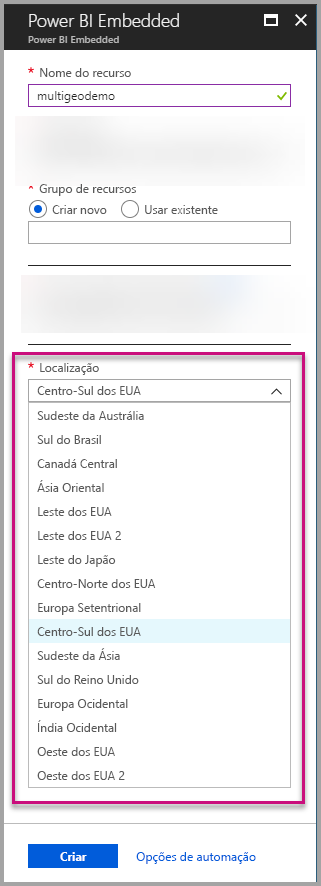 Power BI Embedded
Power BI Embedded
* Nome do recurso
multigeodemo
* Grupo de recursos
Criar novo Usar existente
* Localização
Centro-Sul dos EUA
Sudeste da Austrália
Sul do Brasil
Canadá Central
Ásia Oriental
Leste dos EUA
Leste dos EUA 2
Leste do Japão
Centro-Norte dos EUA
Europa Setentrional
Centro-Sul dos EUA
Sudeste da Ásia
Sul do Reino Unido
Europa Ocidental
Índia Ocidental
Oeste dos EUA
Oeste dos EUA 2
Criar Opções de automação